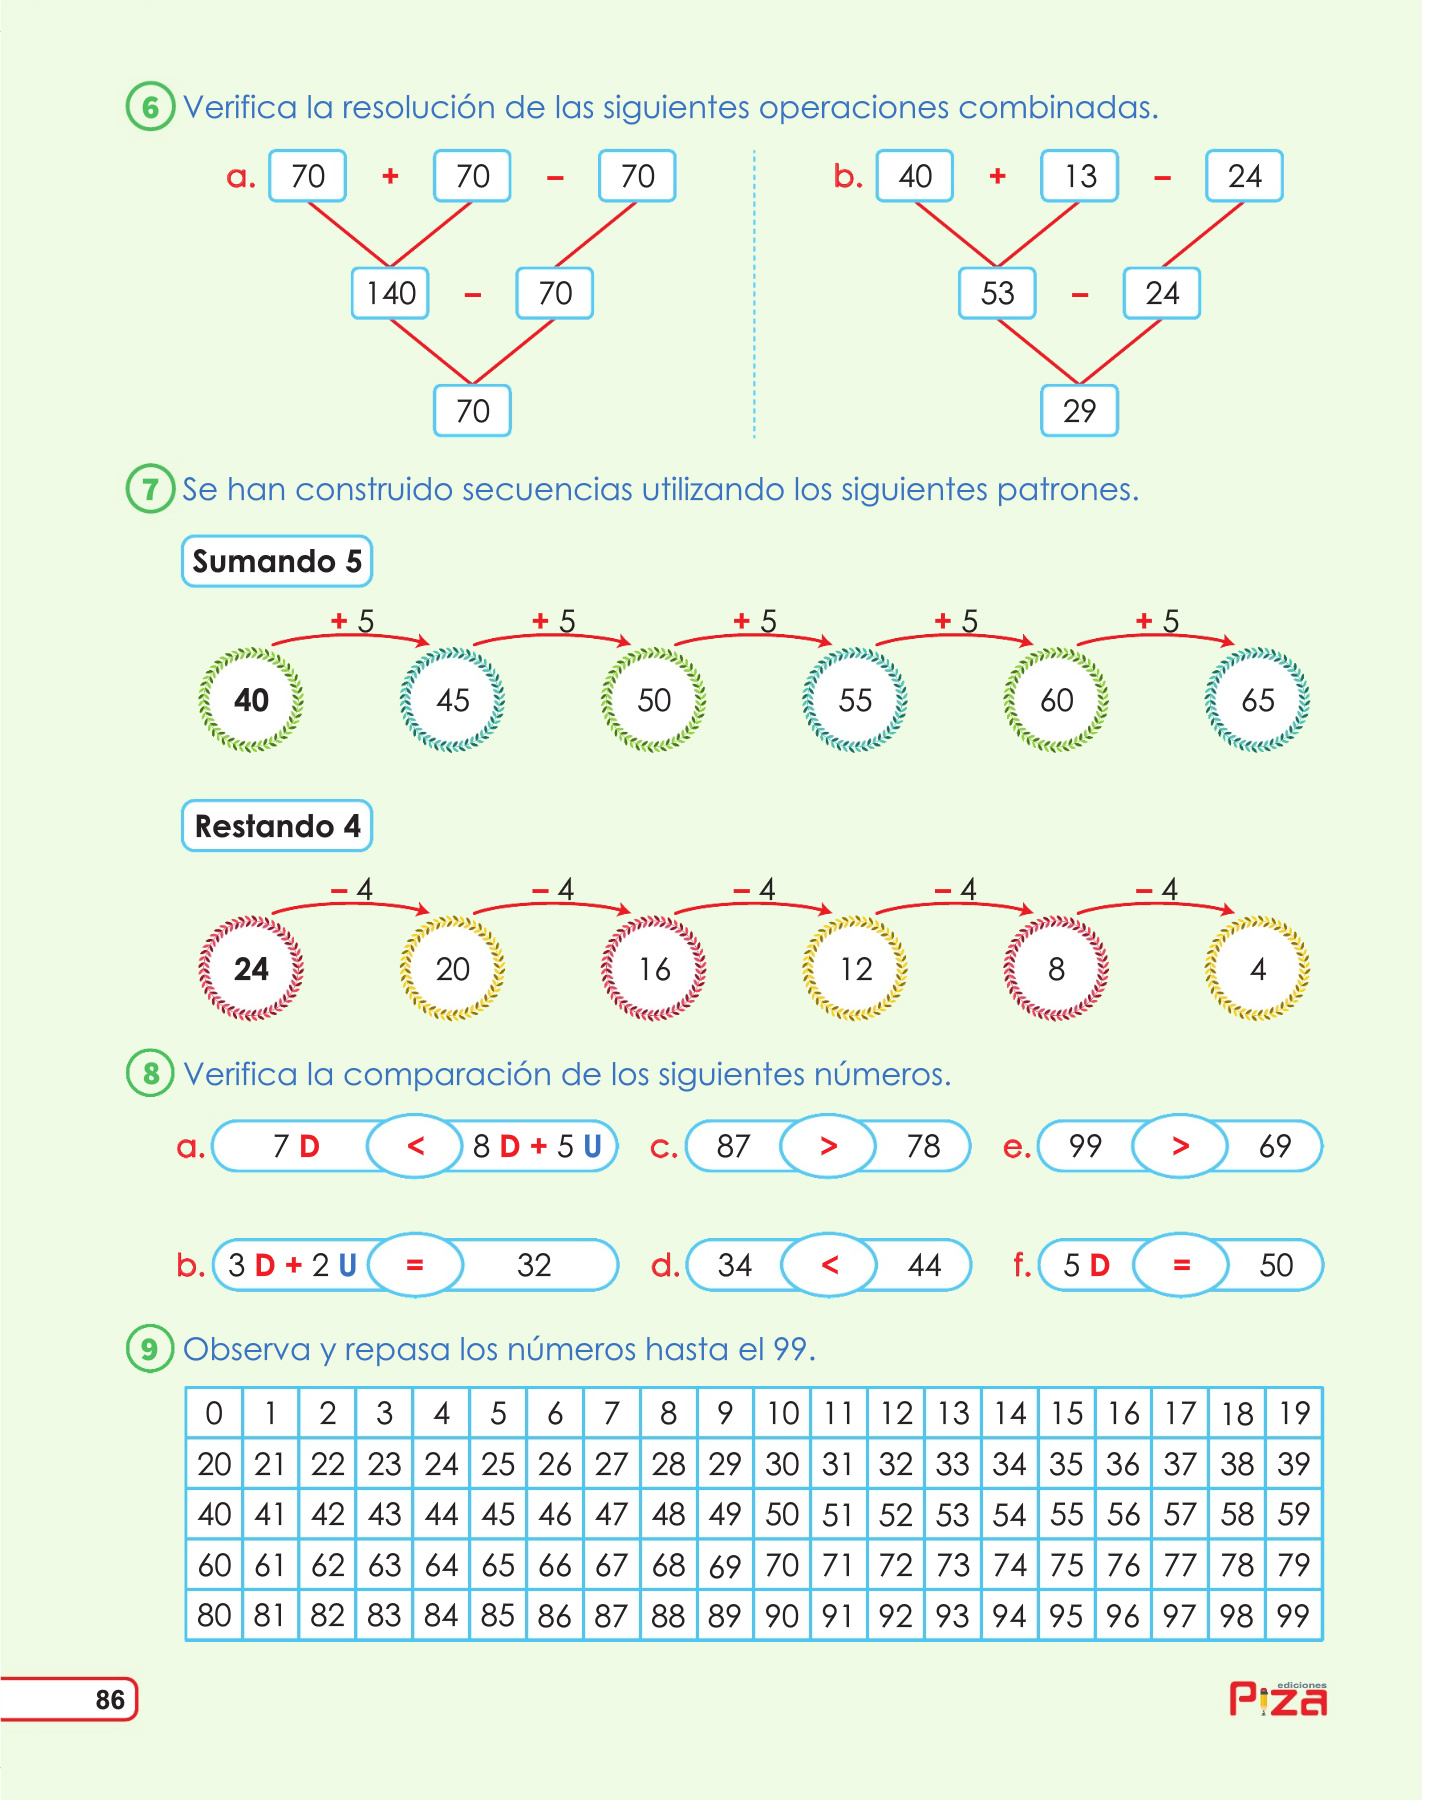 6 Verifica la resolución de las siguientes operaciones combinadas.
a. 70 + 70 – 70
140 – 70
70
b. 40 + 13 – 24
53 – 24
29
7 Se han construido secuencias utilizando los siguientes patrones.
Sumando 5
+ 5 + 5 + 5 + 5 + 5
40 45 50 55 60 65
Restando 4
– 4 – 4 – 4 – 4 – 4
24 20 16 12 8 4
8 Verifica la comparación de los siguientes números.
a. 7 D < 8 D + 5 U c. 87 > 78 e. 99 > 69
b. 3 D + 2 U = 32 d. 34 < 44 f. 5 D = 50
9 Observa y repasa los números hasta el 99.
0 1 2 3 4 5 6 7 8 9 10 11 12 13 14 15 16 17 18 19
20 21 22 23 24 25 26 27 28 29 30 31 32 33 34 35 36 37 38 39
40 41 42 43 44 45 46 47 48 49 50 51 52 53 54 55 56 57 58 59
60 61 62 63 64 65 66 67 68 69 70 71 72 73 74 75 76 77 78 79
80 81 82 83 84 85 86 87 88 89 90 91 92 93 94 95 96 97 98 99
86
ediciones
Piza